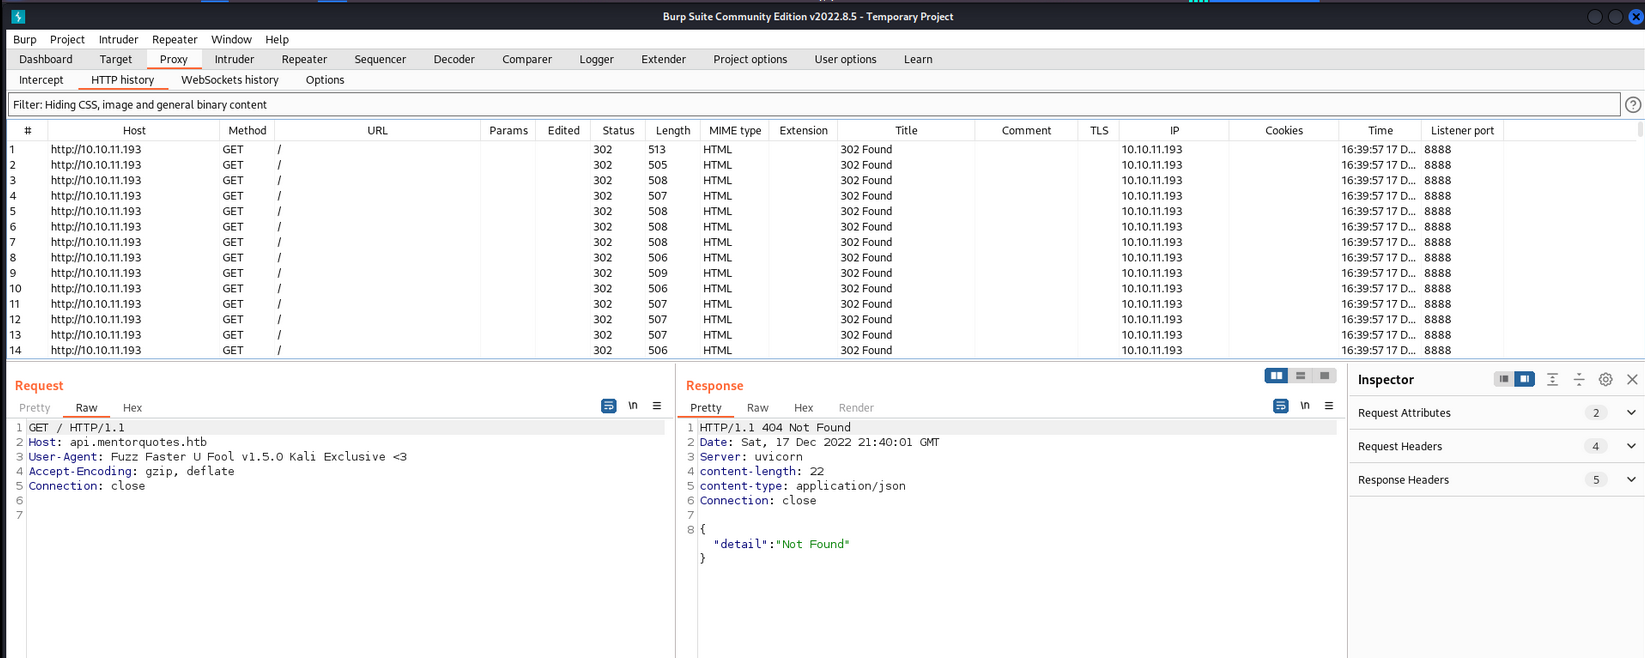 Burp Suite Community Edition v2022.8.5 - Temporary Project
Burp Project Intruder Repeater Window Help
Dashboard Target Proxy Intruder Repeater Sequencer Decoder Comparer Logger Extender Project options User options Learn
Intercept HTTP history WebSockets history Options
Filter: Hiding CSS, image and general binary content
# Host Method URL Params Edited Status Length MIME type Extension Title Comment TLS IP Cookies Time Listener port
1 http://10.10.11.193 GET / 302 513 HTML 302 Found 10.10.11.193 16:39:57 17 D... 8888
2 http://10.10.11.193 GET / 302 505 HTML 302 Found 10.10.11.193 16:39:57 17 D... 8888
3 http://10.10.11.193 GET / 302 508 HTML 302 Found 10.10.11.193 16:39:57 17 D... 8888
4 http://10.10.11.193 GET / 302 507 HTML 302 Found 10.10.11.193 16:39:57 17 D... 8888
5 http://10.10.11.193 GET / 302 508 HTML 302 Found 10.10.11.193 16:39:57 17 D... 8888
6 http://10.10.11.193 GET / 302 508 HTML 302 Found 10.10.11.193 16:39:57 17 D... 8888
7 http://10.10.11.193 GET / 302 508 HTML 302 Found 10.10.11.193 16:39:57 17 D... 8888
8 http://10.10.11.193 GET / 302 506 HTML 302 Found 10.10.11.193 16:39:57 17 D... 8888
9 http://10.10.11.193 GET / 302 509 HTML 302 Found 10.10.11.193 16:39:57 17 D... 8888
10 http://10.10.11.193 GET / 302 506 HTML 302 Found 10.10.11.193 16:39:57 17 D... 8888
11 http://10.10.11.193 GET / 302 507 HTML 302 Found 10.10.11.193 16:39:57 17 D... 8888
12 http://10.10.11.193 GET / 302 507 HTML 302 Found 10.10.11.193 16:39:57 17 D... 8888
13 http://10.10.11.193 GET / 302 507 HTML 302 Found 10.10.11.193 16:39:57 17 D... 8888
14 http://10.10.11.193 GET / 302 506 HTML 302 Found 10.10.11.193 16:39:57 17 D... 8888
Request
Pretty Raw Hex \n
1 GET / HTTP/1.1
2 Host: api.mentorquotes.htb
3 User-Agent: Fuzz Faster U Fool v1.5.0 Kali Exclusive <3
4 Accept-Encoding: gzip, deflate
5 Connection: close
6
7
Response
Pretty Raw Hex Render \n
1 HTTP/1.1 404 Not Found
2 Date: Sat, 17 Dec 2022 21:40:01 GMT
3 Server: uvicorn
4 content-length: 22
5 content-type: application/json
6 Connection: close
7
8 {
"detail":"Not Found"
}
Inspector
Request Attributes 2
Request Headers 4
Response Headers 5